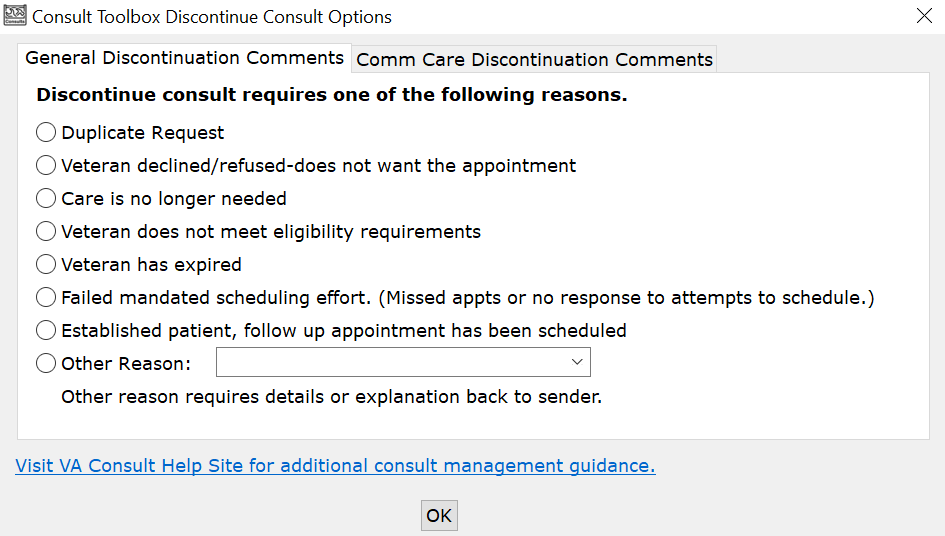 Consult Toolbox Discontinue Consult Options
General Discontinuation Comments
Comm Care Discontinuation Comments
Discontinue consult requires one of the following reasons.
Duplicate Request
Veteran declined/refused-does not want the appointment
Care is no longer needed
Veteran does not meet eligibility requirements
Veteran has expired
Failed mandated scheduling effort. (Missed appts or no response to attempts to schedule.)
Established patient, follow up appointment has been scheduled
Other Reason:
Other reason requires details or explanation back to sender.
Visit VA Consult Help Site for additional consult management guidance.
OK